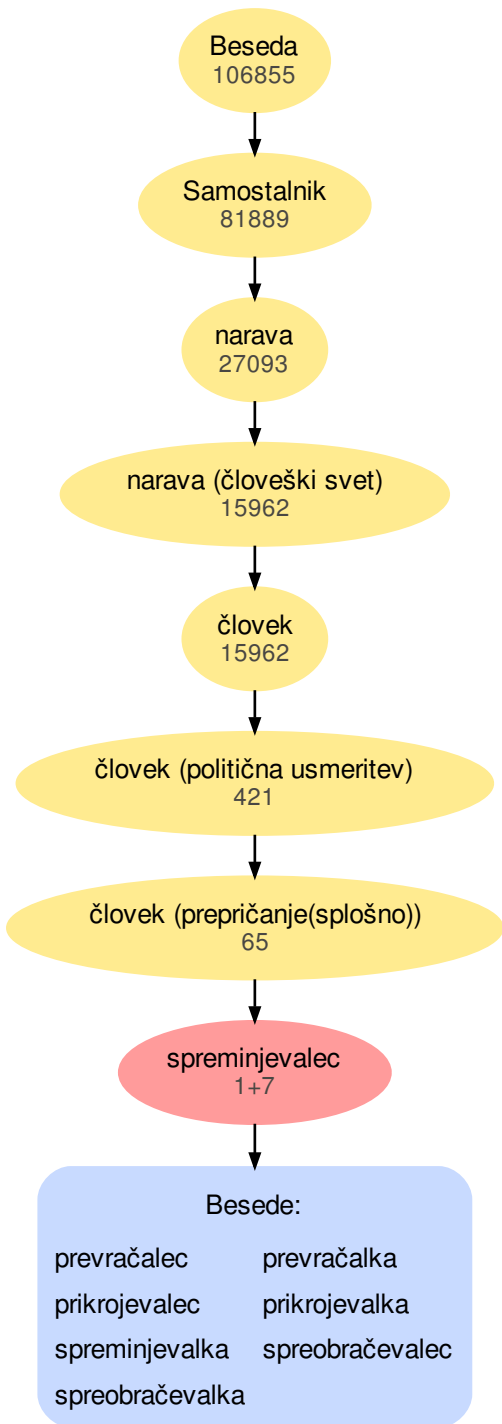 Beseda
106855
Samostalnik
81889
narava
27093
narava (človeški svet)
15962
človek
15962
človek (politična usmeritev)
421
človek (prepričanje(splošno))
65
spreminjevalec
1+7
Besede:
prevračalec prevračalka
prikrojevalec prikrojevalka
spreminjevalka spreobračevalec
spreobračevalka